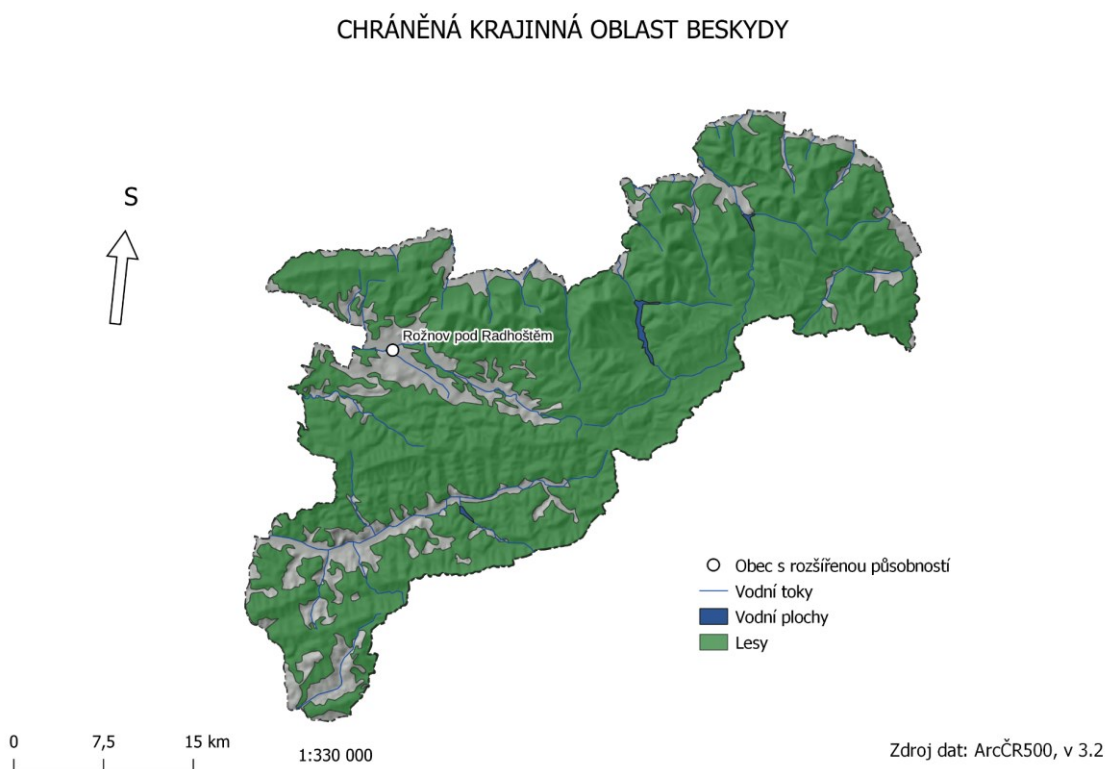 CHRÁNĚNÁ KRAJINNÁ OBLAST BESKYDY
S
Rožnov pod Radhoštěm
Obec s rozšířenou působností
Vodní toky
Vodní plochy
Lesy
0 7,5 15 km
1:330 000
Zdroj dat: ArcČR500, v 3.2